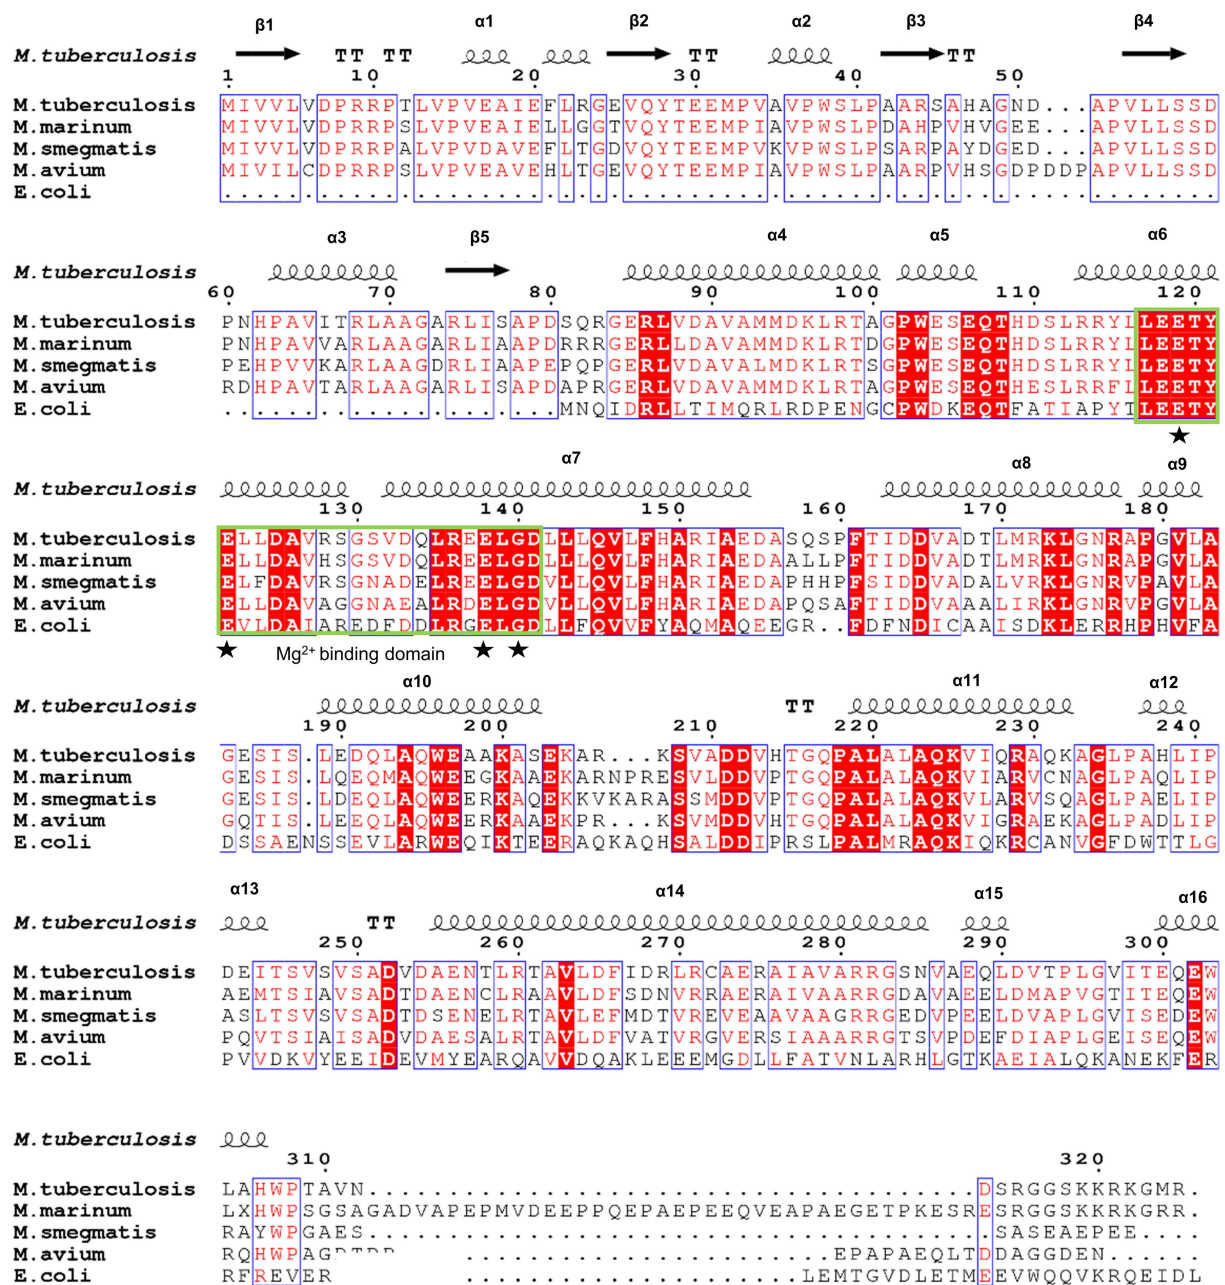 β1 α1 β2 α2 β3 β4
M.tuberculosis TT TT TT TT
1 10 20 30 40 50
M.tuberculosis MIVVLVDPRRPTLVPVEAIEFLRGEVQYTEEMPVAVPWSLPAARSAHAGND...APVLLSSD
M.marinum MIVVLVDPRRPSLVPVEAIELLGGTVQYTEEMPIAVPWSLPDAHPVHVGEE...APVLLSSD
M.smegmatis MIVVLVDPRRPALVPVDAVEFLTGDVQYTEEMPVKVPWSLPSARPAYDGED...APVLLSSD
M.avium MIVILCDPRRPSLVPVEAVEHLTGEVQYTEEMPIAVPWSLPAARPVHSGDPDDPAPVLLSSD
E.coli ..............................................................
α3 β5 α4 α5 α6
M.tuberculosis
60 70 80 90 100 110 120
M.tuberculosis PNHPAVITRLAAGARLISAPDSQRGERLVDAVAMMDKLRTAGPWESEQTHDSLRRYLLEETY
M.marinum PNHPAVVARLAAGARLIAAPDRRRGERLLDAVAMMDKLRTDGPWESEQTHDSLRRYLLEETY
M.smegmatis PEHPVVKARLAAGDRLIAAPEPQPGERLVDAVALMDKLRTSGPWESEQTHDSLRRYLLEETY
M.avium RDHPAVTARLAAGARLISAPDAPRGERLVDAVAMMDKLRTAGPWESEQTHESLRRFLLEETY
E.coli .....................MNQIDRLLTIMQRLRDPENGCPWDKEQTFATIAPYTLEETY
α7 α8 α9
M.tuberculosis
130 140 150 160 170 180
M.tuberculosis ELLDAVRSGSVDQLREELGDLLLQVLFHARIAEDASQSPFTIDDVADTLMRKLGNRAPGVLA
M.marinum ELLDAVHSGSVDQLREELGDLLLQVLFHARIAEDAALLPFTIDDVADTLMRKLGNRAPGVLA
M.smegmatis ELFDAVRSGNADELREELGDVLLQVLFHARIAEDAPHHPFSIDDVADALVRKLGNRVPAVLA
M.avium ELLDAVAGGNAEALRDELGDVLLQVLFHARIAEDAPQSAFTIDDVAAALIRKLGNRVPGVLA
E.coli EVLDAIAREDFDDLRGELGDLLFQVVFYAQMAQEEGR..FDFNDICAAISDKLERRHPHVFA
Mg2+ binding domain
α10 α11 α12
M.tuberculosis TT
190 200 210 220 230 240
M.tuberculosis GESIS.LEDQLAQWEAAKASEKAR...KSVADDVHTGQPALALAQKVIQRAQKAGLPAHLIP
M.marinum GESIS.LQEQMAQWEEGKAAEKARNPRESVLDDVPTGQPALALAQKVIARVCNAGLPAQLIP
M.smegmatis GESIS.LDEQLAQWEERKAQEKKVKARASSMDDVPTGQPALALAQKVLARVSQAGLPAELIP
M.avium GQTIS.LEEQLAQWEERKAAEKPR...KSVMDDVHTGQPALALAQKVIGRAEKAGLPADLIP
E.coli DSSAENSSEVLARWEQIKTEERAQKAQHSALDDIPRSLPALMRAQKIQKRCANVGFDWTTLG
α13 α14 α15 α16
M.tuberculosis TT
250 260 270 280 290 300
M.tuberculosis DEITSVSVSADVDAENTLRTAVLDFIDRLRCAERAIAVARRGSNVAEQLDVTPLGVITEQEW
M.marinum AEMTSIAVSADTDAENCLRAAVLDFSDNVRRAERAIVAARRGDAVAEELDMAPVGTITEQEW
M.smegmatis ASLTSVSVSADTDSENELRTAVLEFMDTVREVEAAVAAGRRGEDVPEELDVAPLGVISEDEW
M.avium PQVTSIAISADVDAESALRTAVLDFVATVRGVERSIAAARRGTSVPDEFDIAPLGEISEQEW
E.coli PVVDKVYEEIDEVMYEARQAVVDQAKLEEEMGDLLFATVNLARHLGTKAEIALQKANEKFER
M.tuberculosis
310 320
M.tuberculosis LAHWPTAVN......................................DSRGGSKKRKGMR.
M.marinum LXHWPSGSAGADVAPEPMVDEEPPQEPAEPEEQVEAPAEGETPKESRESRGGSKKRKGRR.
M.smegmatis RAYWPGAES.......................................SASEAEPEE....
M.avium RQHWPAG .......................EPAPAEQLTDDAGGDEN......
E.coli RFREVER .....................LEMTGVDLETMEEVWQQVKRQEIDL